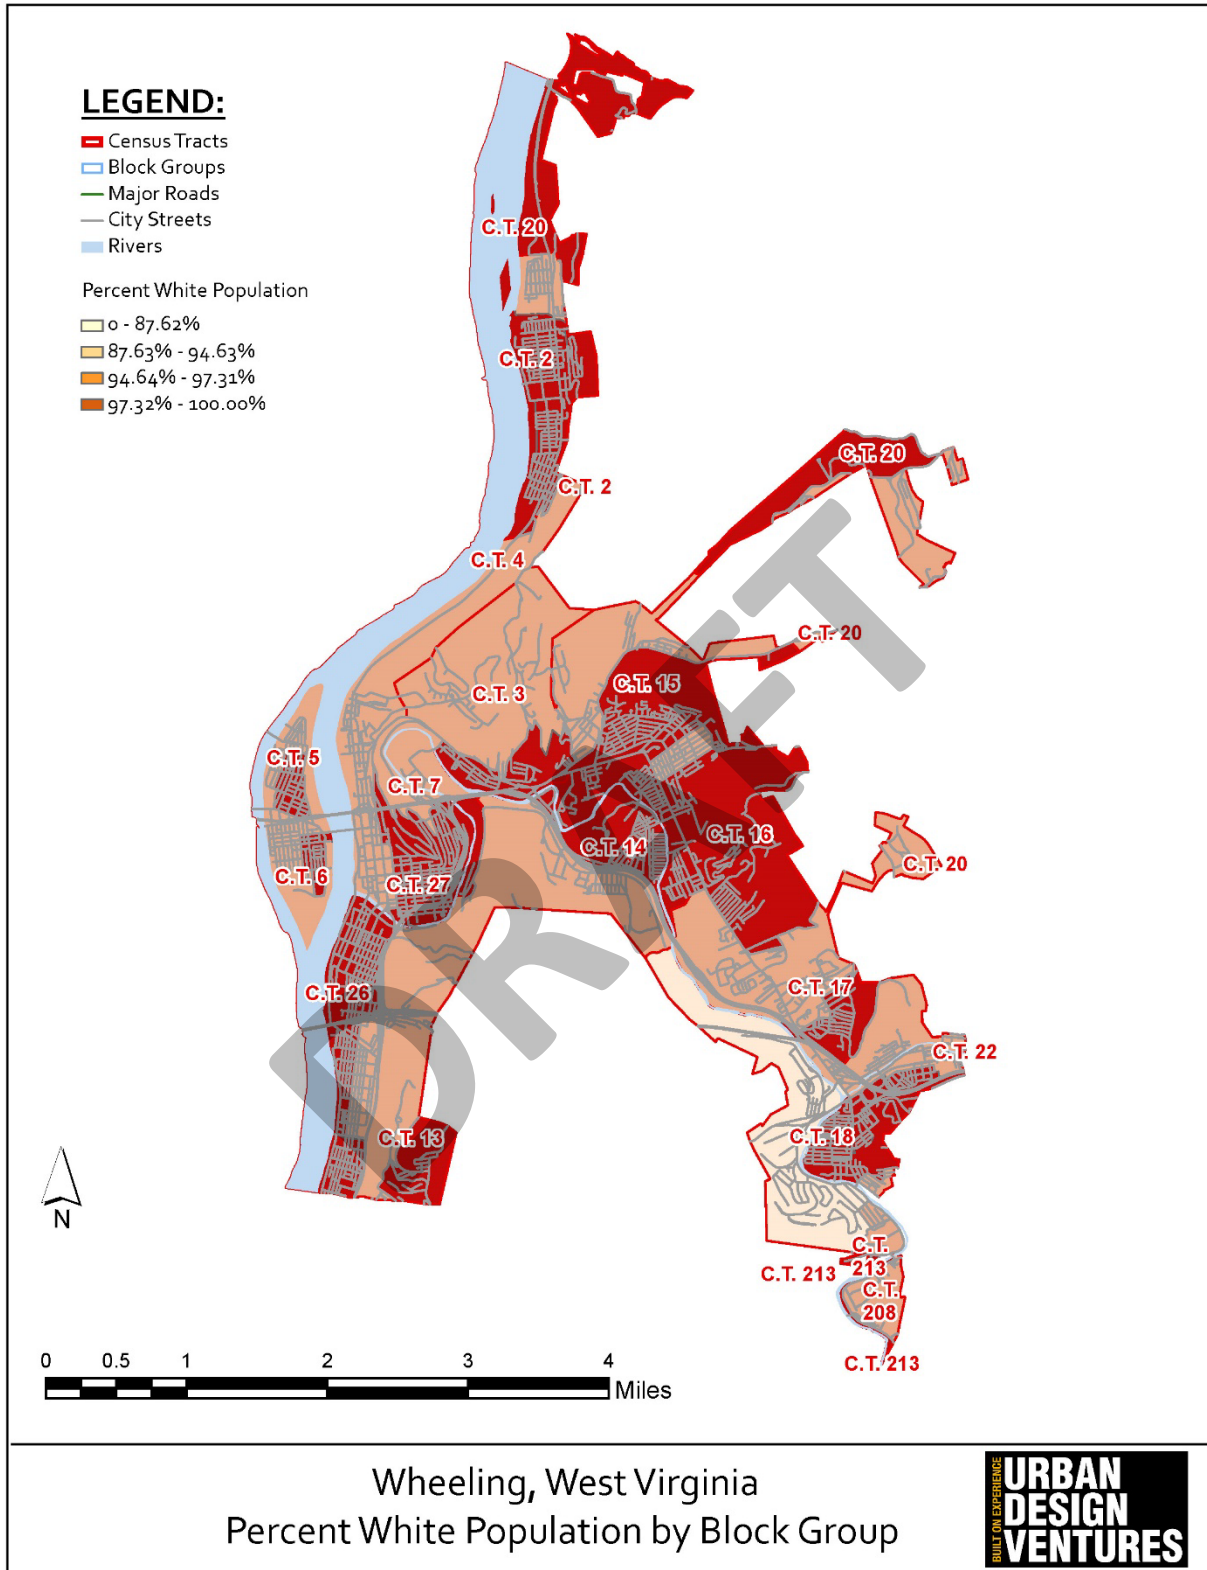 LEGEND:
Census Tracts
Block Groups
Major Roads
City Streets
Rivers
Percent White Population
0 - 87.62%
87.63% - 94.63%
94.64% - 97.31%
97.32% - 100.00%
C.T. 20
C.T. 2
C.T. 20
C.T. 2
C.T. 4
C.T. 20
C.T. 15
C.T. 3
C.T. 5
C.T. 7
C.T. 16
C.T. 14
C.T. 20
C.T. 6
C.T. 27
C.T. 17
C.T. 26
C.T. 22
C.T. 18
C.T. 13
C.T.
213
C.T. 213
C.T.
208
C.T. 213
DRAFT
N
0 0.5 1 2 3 4
Miles
Wheeling, West Virginia
Percent White Population by Block Group
BUILT ON EXPERIENCE
URBAN
DESIGN
VENTURES